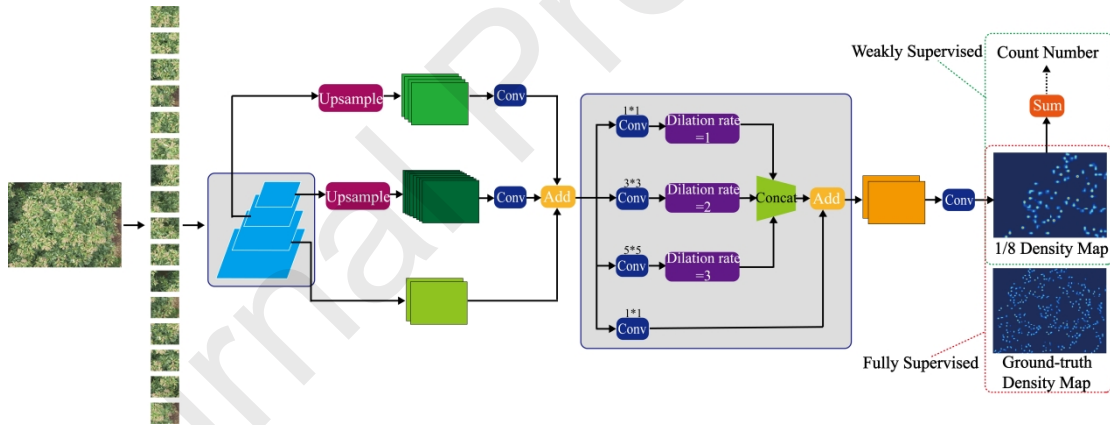 Weakly Supervised
Count Number
Sum
Upsample
Conv
1*1
Conv
Dilation rate
=1
Upsample
Conv
Add
3*3
Conv
Dilation rate
=2
Concat
Add
Conv
1/8 Density Map
5*5
Conv
Dilation rate
=3
1*1
Conv
Fully Supervised
Ground-truth
Density Map
urnal Pr